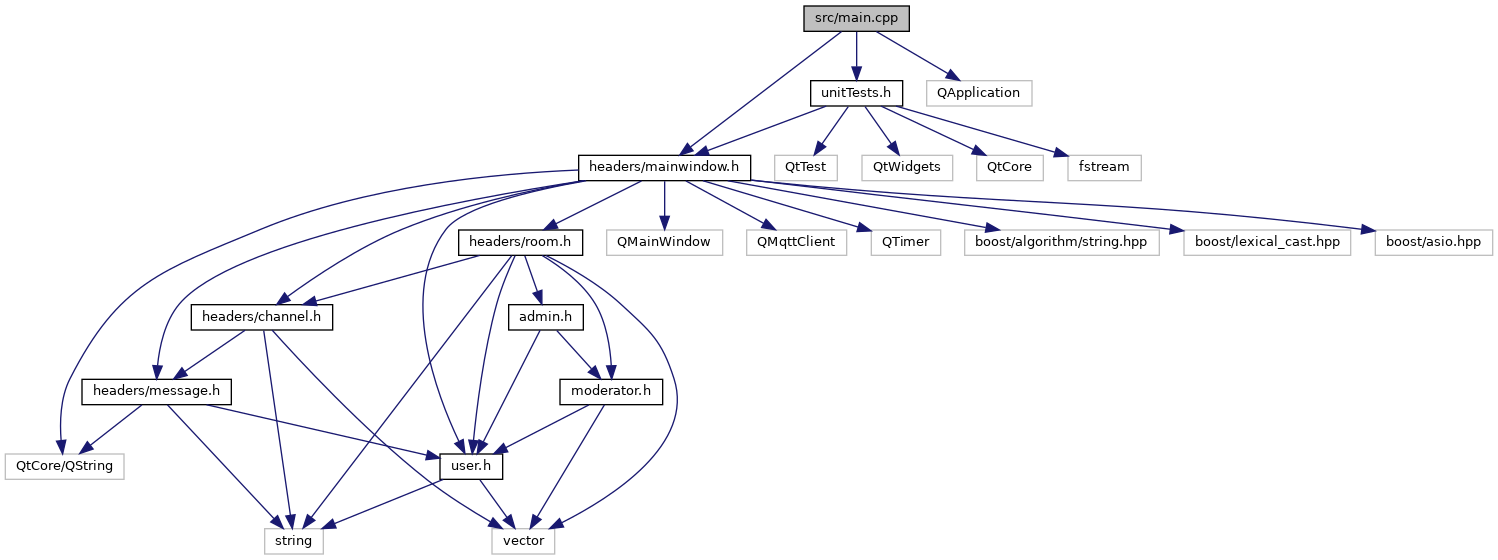 src/main.cpp
unitTests.h
QApplication
headers/mainwindow.h
QtTest
QtWidgets
QtCore
fstream
headers/room.h
QMainWindow
QMqttClient
QTimer
boost/algorithm/string.hpp
boost/lexical_cast.hpp
boost/asio.hpp
headers/channel.h
admin.h
headers/message.h
moderator.h
QtCore/QString
user.h
string
vector